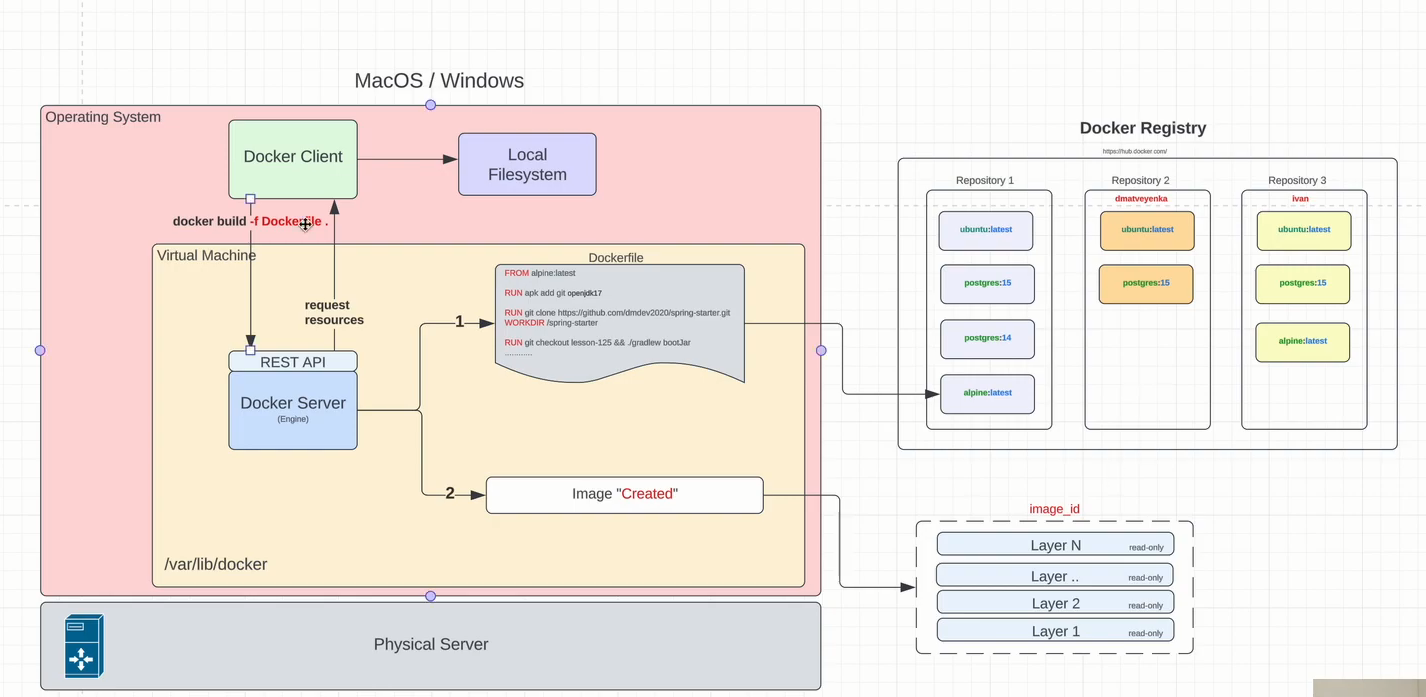 MacOS / Windows
Operating System
Docker Client
Local
Filesystem
docker build -f Dockerfile .
Virtual Machine
request
resources
REST API
Docker Server
(Engine)
1
Dockerfile
FROM alpine:latest
RUN apk add git openjdk17
RUN git clone https://github com/dmdev2020/spring-starter.git
WORKDIR /spring-starter
RUN git checkout lesson-125 && ./gradlew bootJar
............
2
Image "Created"
/var/lib/docker
Physical Server
Docker Registry
https://hub.docker.com/
Repository 1
ubuntu:latest
postgres:15
postgres:14
alpine:latest
Repository 2
dmatveyenka
ubuntu:latest
postgres:15
Repository 3
ivan
ubuntu:latest
postgres:15
alpine:latest
image_id
Layer N read-only
Layer .. read-only
Layer 2 read-only
Layer 1 read-only